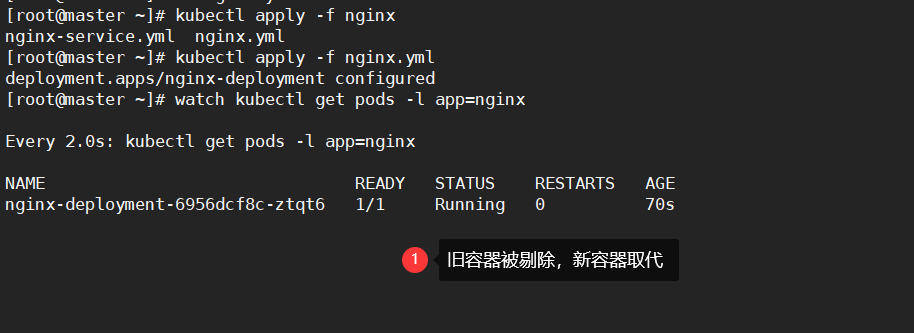 [root@master ~]# kubectl apply -f nginx
nginx-service.yml  nginx.yml
[root@master ~]# kubectl apply -f nginx.yml
deployment.apps/nginx-deployment configured
[root@master ~]# watch kubectl get pods -l app=nginx
Every 2.0s: kubectl get pods -l app=nginx
NAME                               READY   STATUS    RESTARTS   AGE
nginx-deployment-6956dcf8c-ztqt6   1/1     Running   0          70s
1 旧容器被剔除，新容器取代